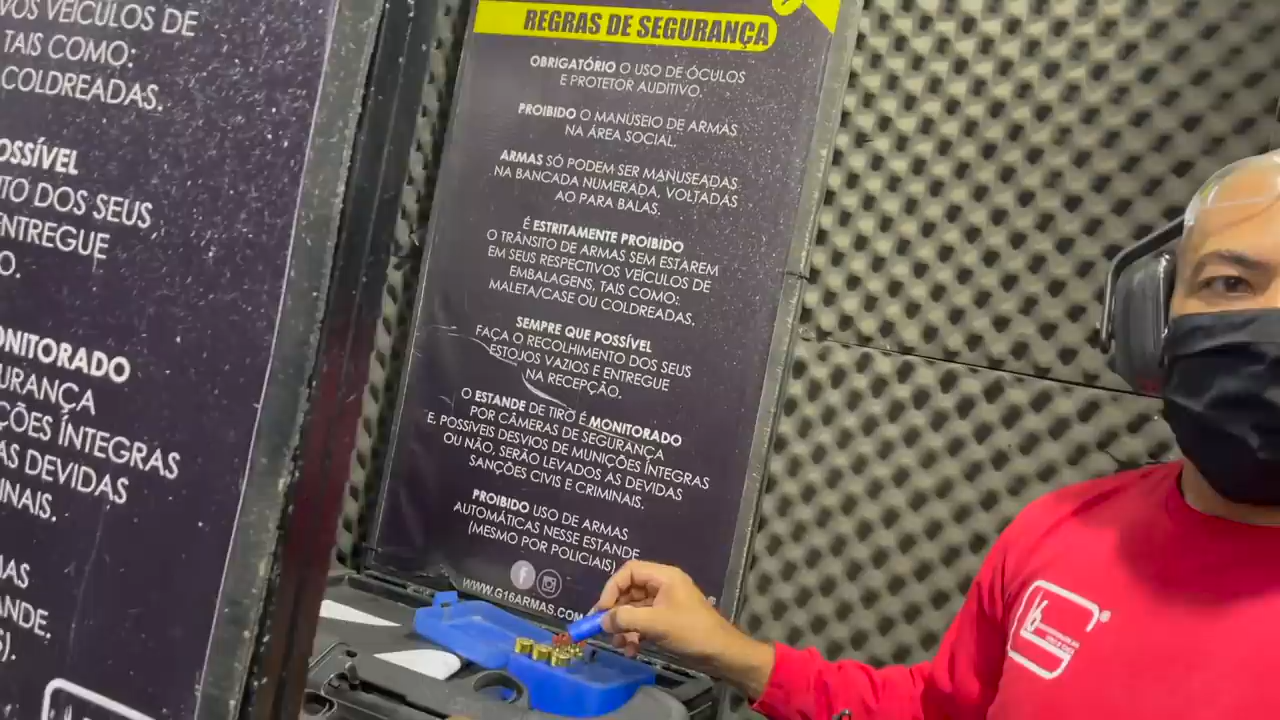 VOS VEÍCULOS DE
TAIS COMO:
COLDREADAS.
OSSÍVEL
TO DOS SEUS
NTREGUE
O.
ONITORADO
URANÇA
ÇÕES ÍNTEGRAS
AS DEVIDAS
INAIS.
MAS
ANDE,
S).
REGRAS DE SEGURANÇA
OBRIGATÓRIO O USO DE ÓCULOS
E PROTETOR AUDITIVO.
PROIBIDO O MANUSEIO DE ARMAS
NA ÁREA SOCIAL.
ARMAS SÓ PODEM SER MANUSEADAS
NA BANCADA NUMERADA, VOLTADAS
AO PARA BALAS.
É ESTRITAMENTE PROIBIDO
O TRÂNSITO DE ARMAS SEM ESTAREM
EM SEUS RESPECTIVOS VEÍCULOS DE
EMBALAGENS, TAIS COMO:
MALETA/CASE OU COLDREADAS.
SEMPRE QUE POSSÍVEL
FAÇA O RECOLHIMENTO DOS SEUS
ESTOJOS VAZIOS E ENTREGUE
NA RECEPÇÃO.
O ESTANDE DE TIRO É MONITORADO
POR CÂMERAS DE SEGURANÇA
E, POSSÍVEIS DESVIOS DE MUNIÇÕES ÍNTEGRAS
OU NÃO, SERÃO LEVADOS AS DEVIDAS
SANÇÕES CIVIS E CRIMINAIS.
PROIBIDO USO DE ARMAS
AUTOMÁTICAS NESSE ESTANDE
(MESMO POR POLICIAIS)
WWW.G16ARMAS.COM